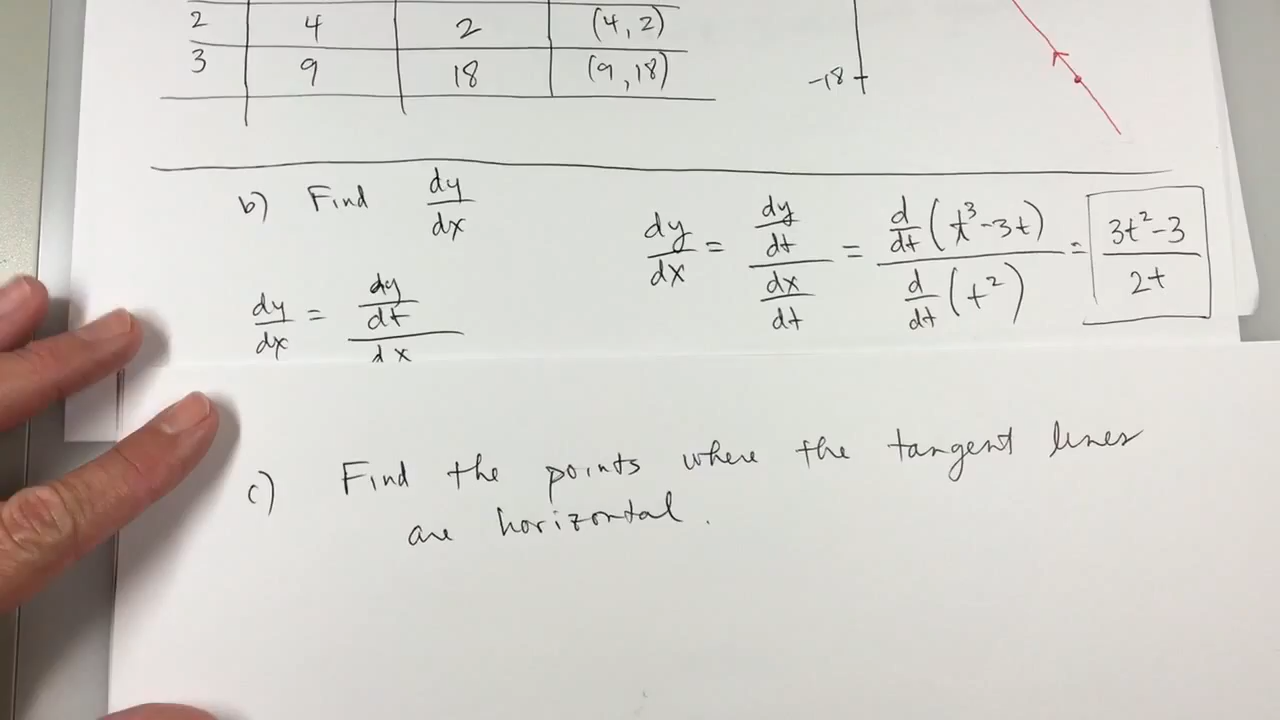 2 4 2 (4, 2)
3 9 18 (9, 18)
-18
b) Find dy/dx
dy/dx = (dy/dt)/(dx
dy/dx = (dy/dt)/(dx/dt) = (d/dt (t³-3t))/(d/dt (t²)) = (3t²-3)/(2t)
c) Find the points where the tangent lines
are horizontal.